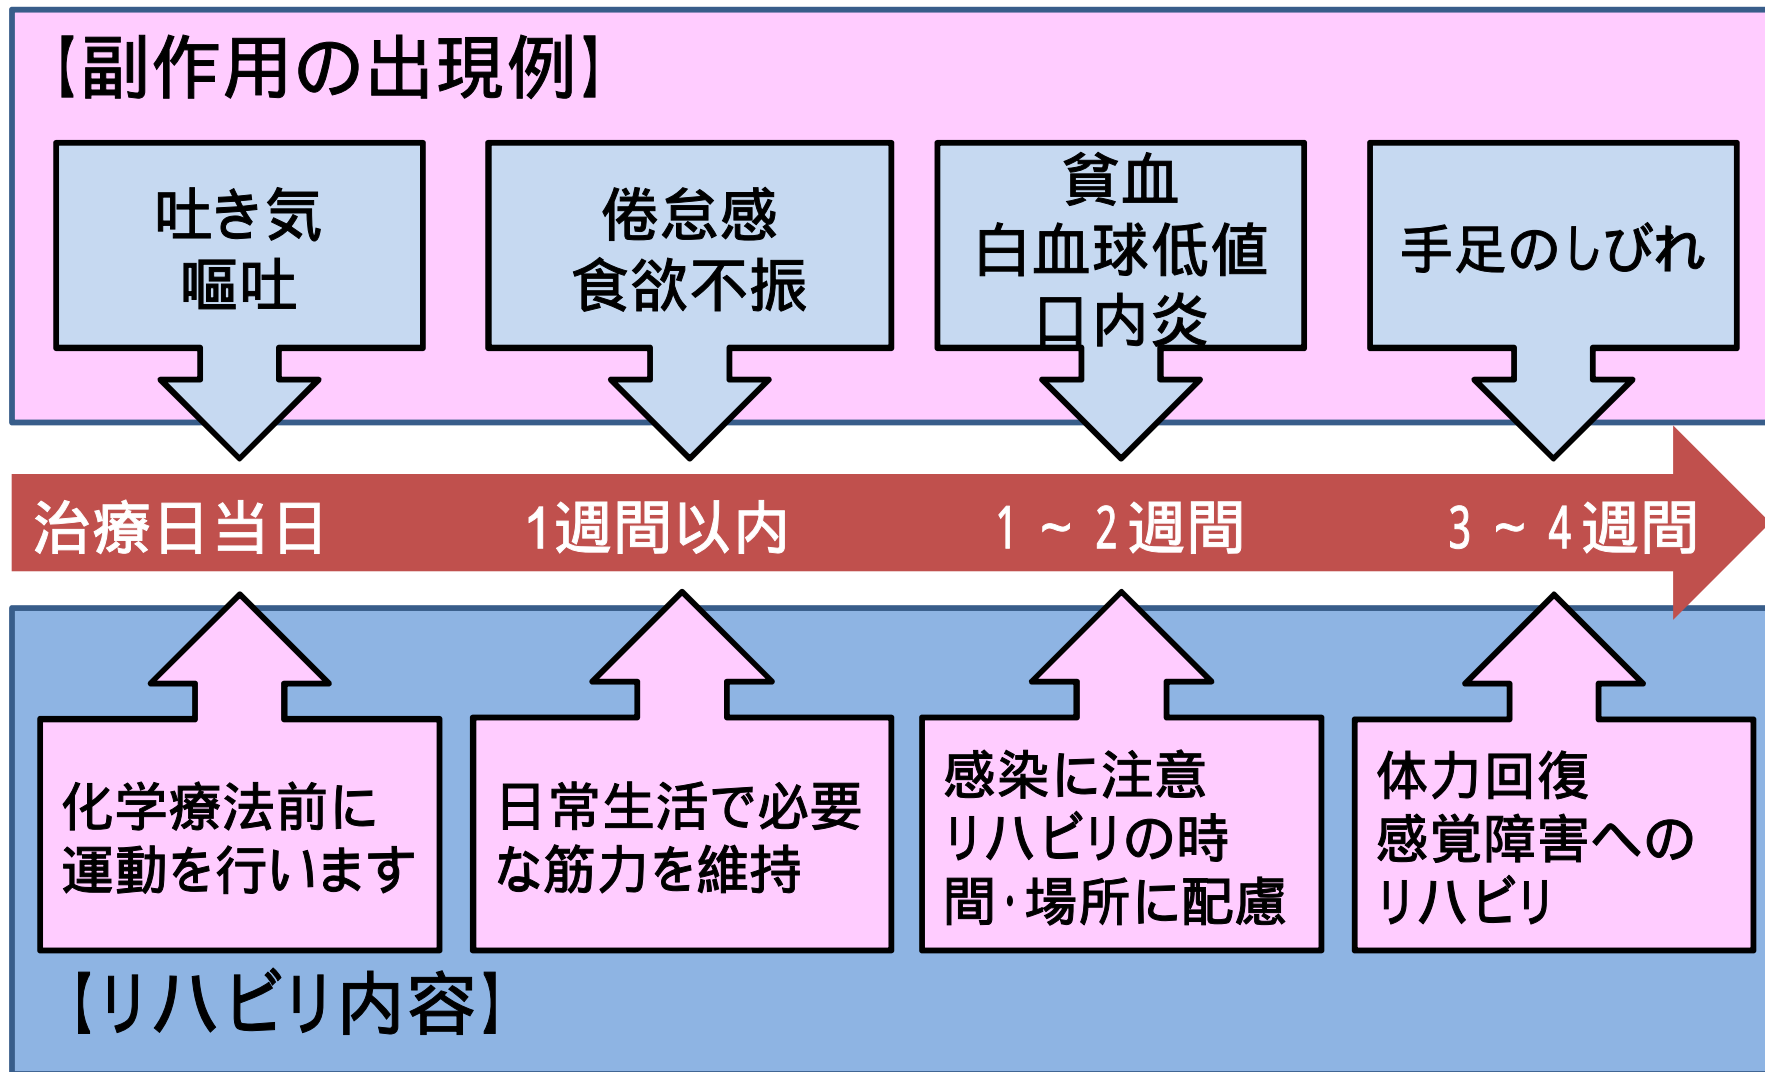 【副作用の出現例】
吐き気
嘔吐
倦怠感
食欲不振
貧血
白血球低値
口内炎
手足のしびれ
治療日当日
1週間以内
1～2週間
3～4週間
化学療法前に
運動を行います
日常生活で必要
な筋力を維持
感染に注意
リハビリの時
間・場所に配慮
体力回復
感覚障害への
リハビリ
【リハビリ内容】